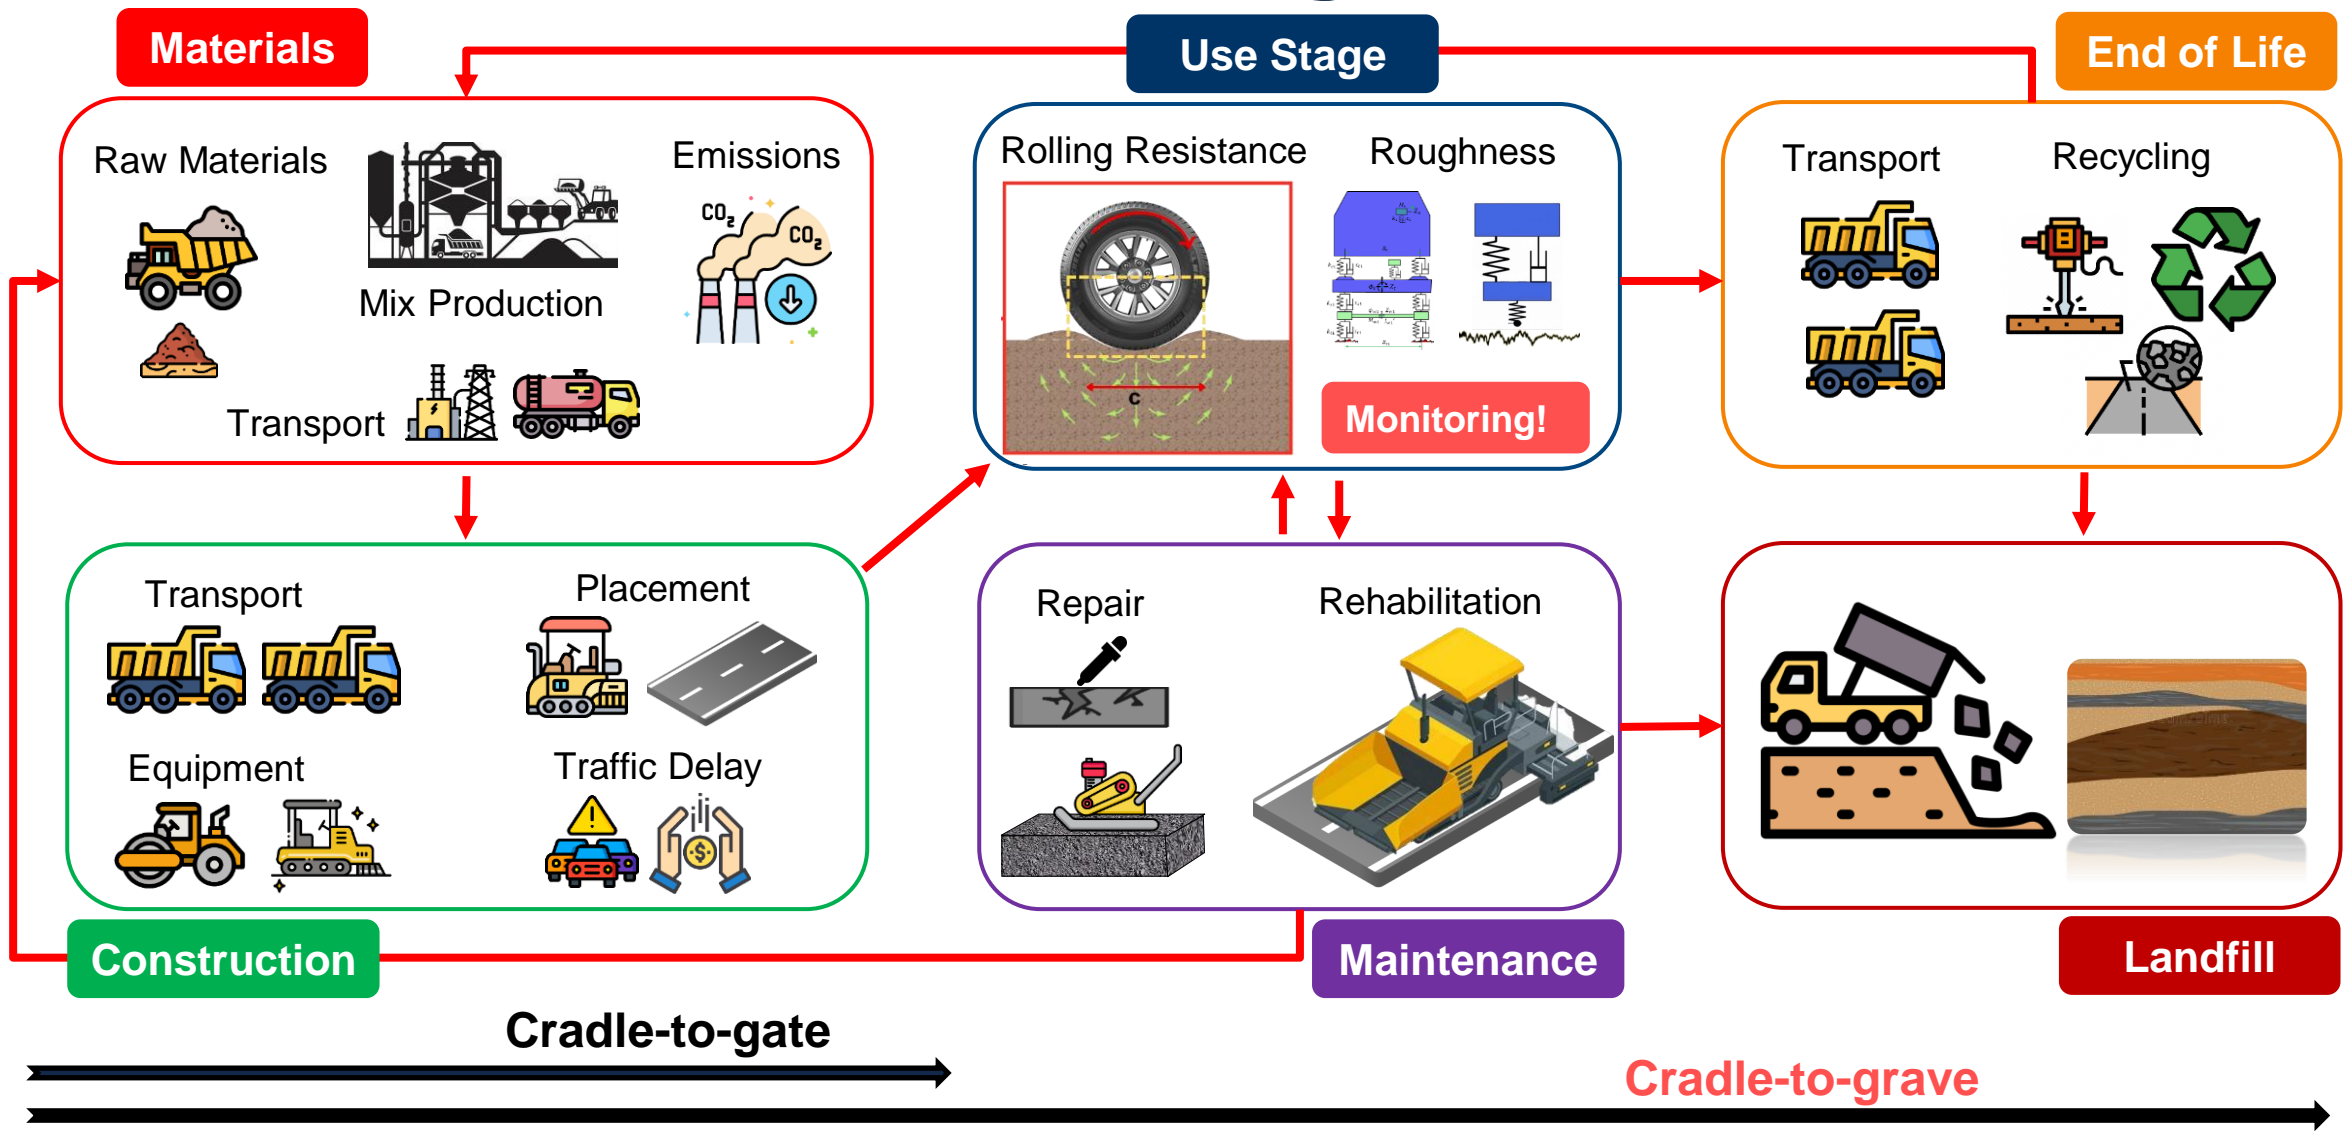 Materials
Use Stage
End of Life
Raw Materials
Emissions
CO2
CO2
Mix Production
Transport
Rolling Resistance
Roughness
C
Monitoring!
Transport
Recycling
Transport
Placement
Equipment
Traffic Delay
Repair
Rehabilitation
Construction
Maintenance
Landfill
Cradle-to-gate
Cradle-to-grave